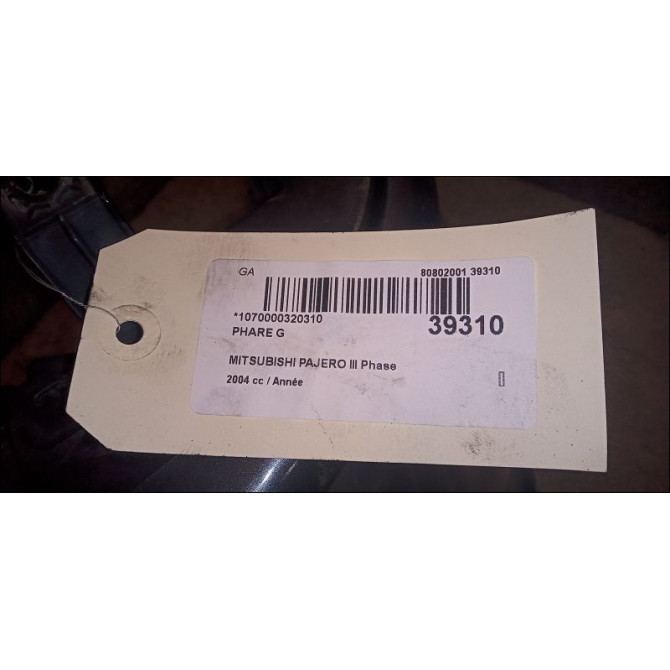 GA 80802001 39310
*1070000320310 39310
PHARE G
MITSUBISHI PAJERO III Phase
2004 cc / Année